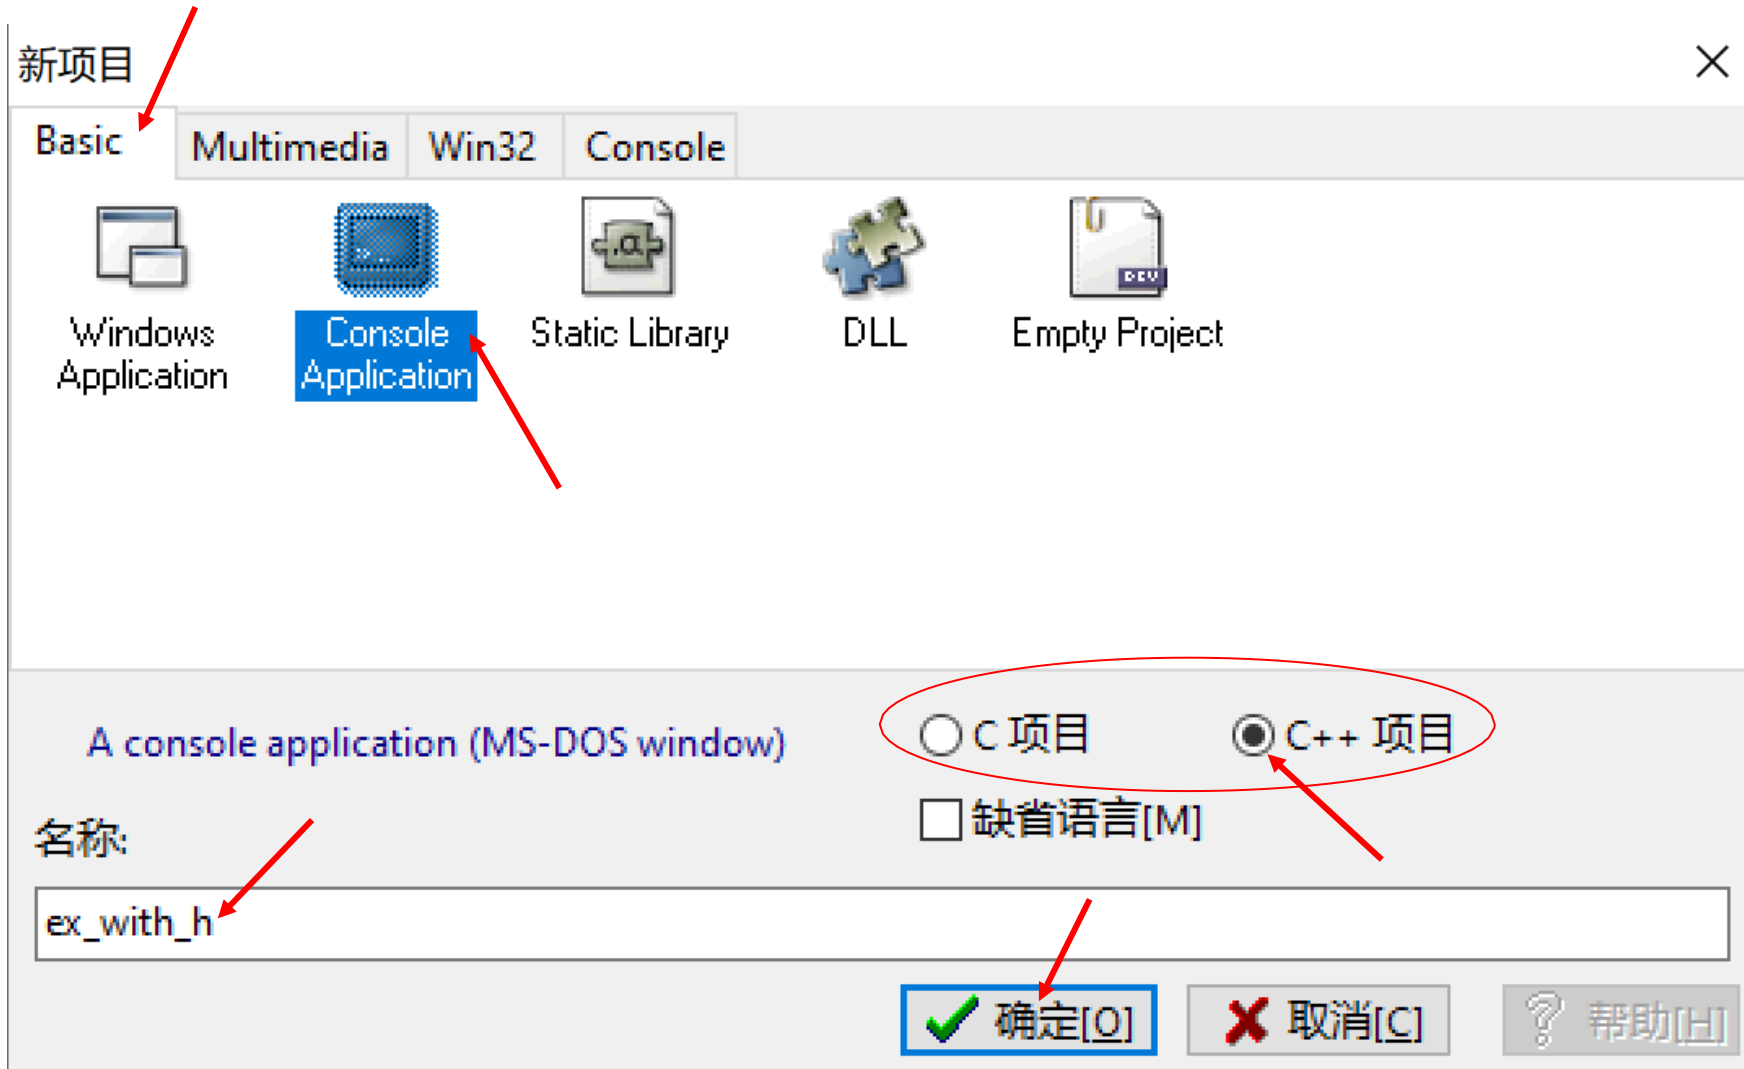 新项目
Basic Multimedia Win32 Console
Windows Application
Console Application
Static Library
DLL
Empty Project
DEV
.a
A console application (MS-DOS window)
C 项目
C++ 项目
缺省语言[M]
名称:
ex_with_h
确定[O]
取消[C]
帮助[H]